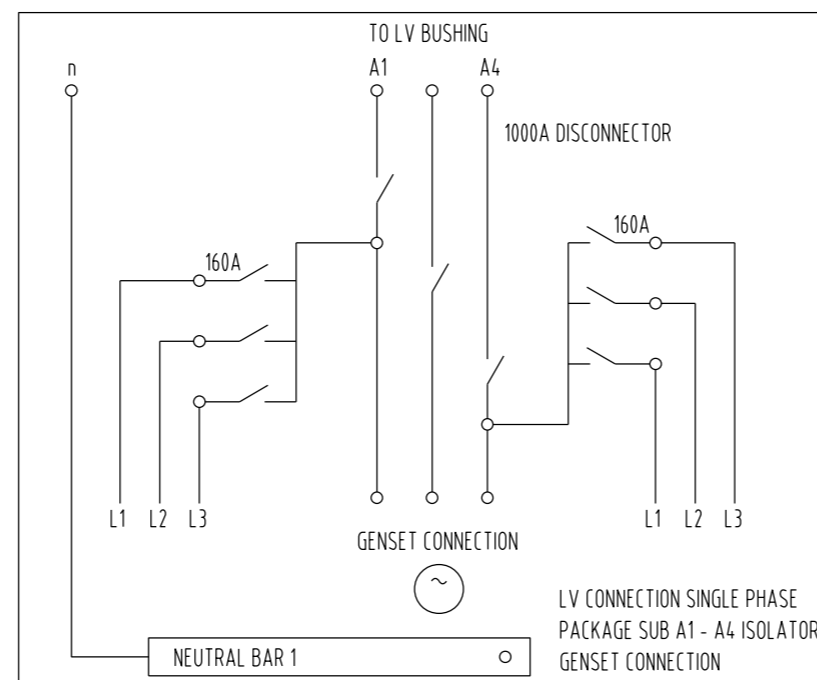 TO LV BUSHING
n
A1
A4
1000A DISCONNECTOR
160A
160A
L1
L2
L3
L1
L2
L3
GENSET CONNECTION
~
LV CONNECTION SINGLE PHASE
PACKAGE SUB A1 - A4 ISOLATOR
GENSET CONNECTION
NEUTRAL BAR 1